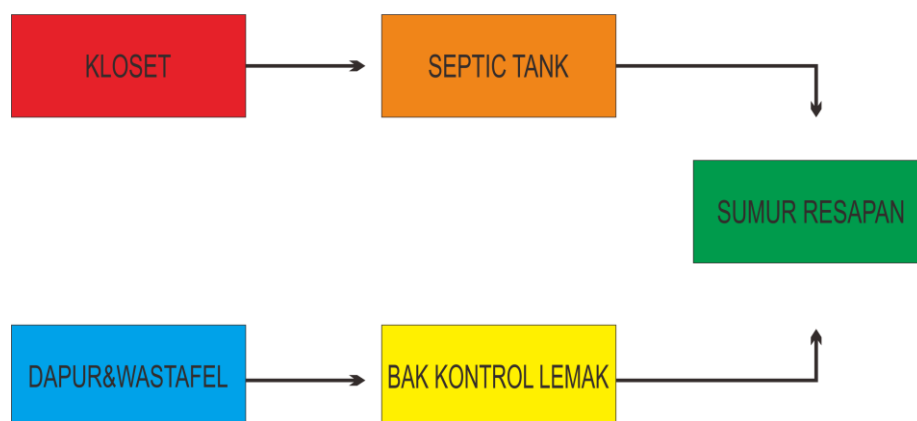 KLOSET
SEPTIC TANK
SUMUR RESAPAN
DAPUR&WASTAFEL
BAK KONTROL LEMAK